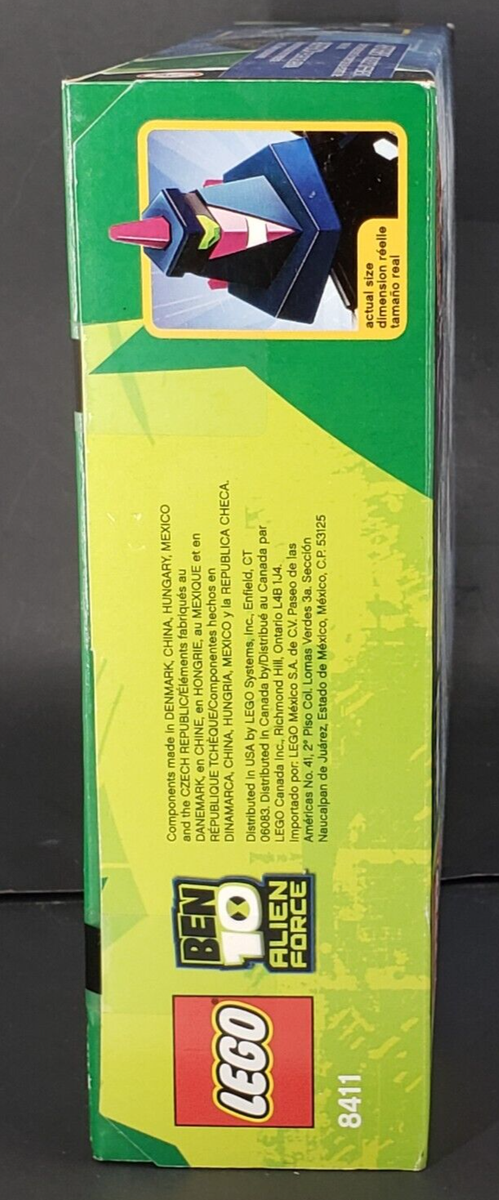 LEGO
8411
BEN
10
ALIEN
FORCE
Components made in DENMARK, CHINA, HUNGARY, MEXICO
and the CZECH REPUBLIC/Éléments fabriqués au
DANEMARK, en CHINE, en HONGRIE, au MEXIQUE et en
RÉPUBLIQUE TCHÈQUE/Componentes hechos en
DINAMARCA, CHINA, HUNGRIA, MEXICO y la REPUBLICA CHECA.
Distributed in USA by LEGO Systems, Inc., Enfield, CT
06083. Distributed in Canada by/Distribué au Canada par
LEGO Canada Inc., Richmond Hill, Ontario L4B 1J4.
Importado por: LEGO México S.A. de C.V. Paseo de las
Américas No. 41, 2° Piso Col. Lomas Verdes 3a. Sección
Naucalpan de Juárez, Estado de México, México, C.P. 53125
actual size
dimension réelle
tamaño real